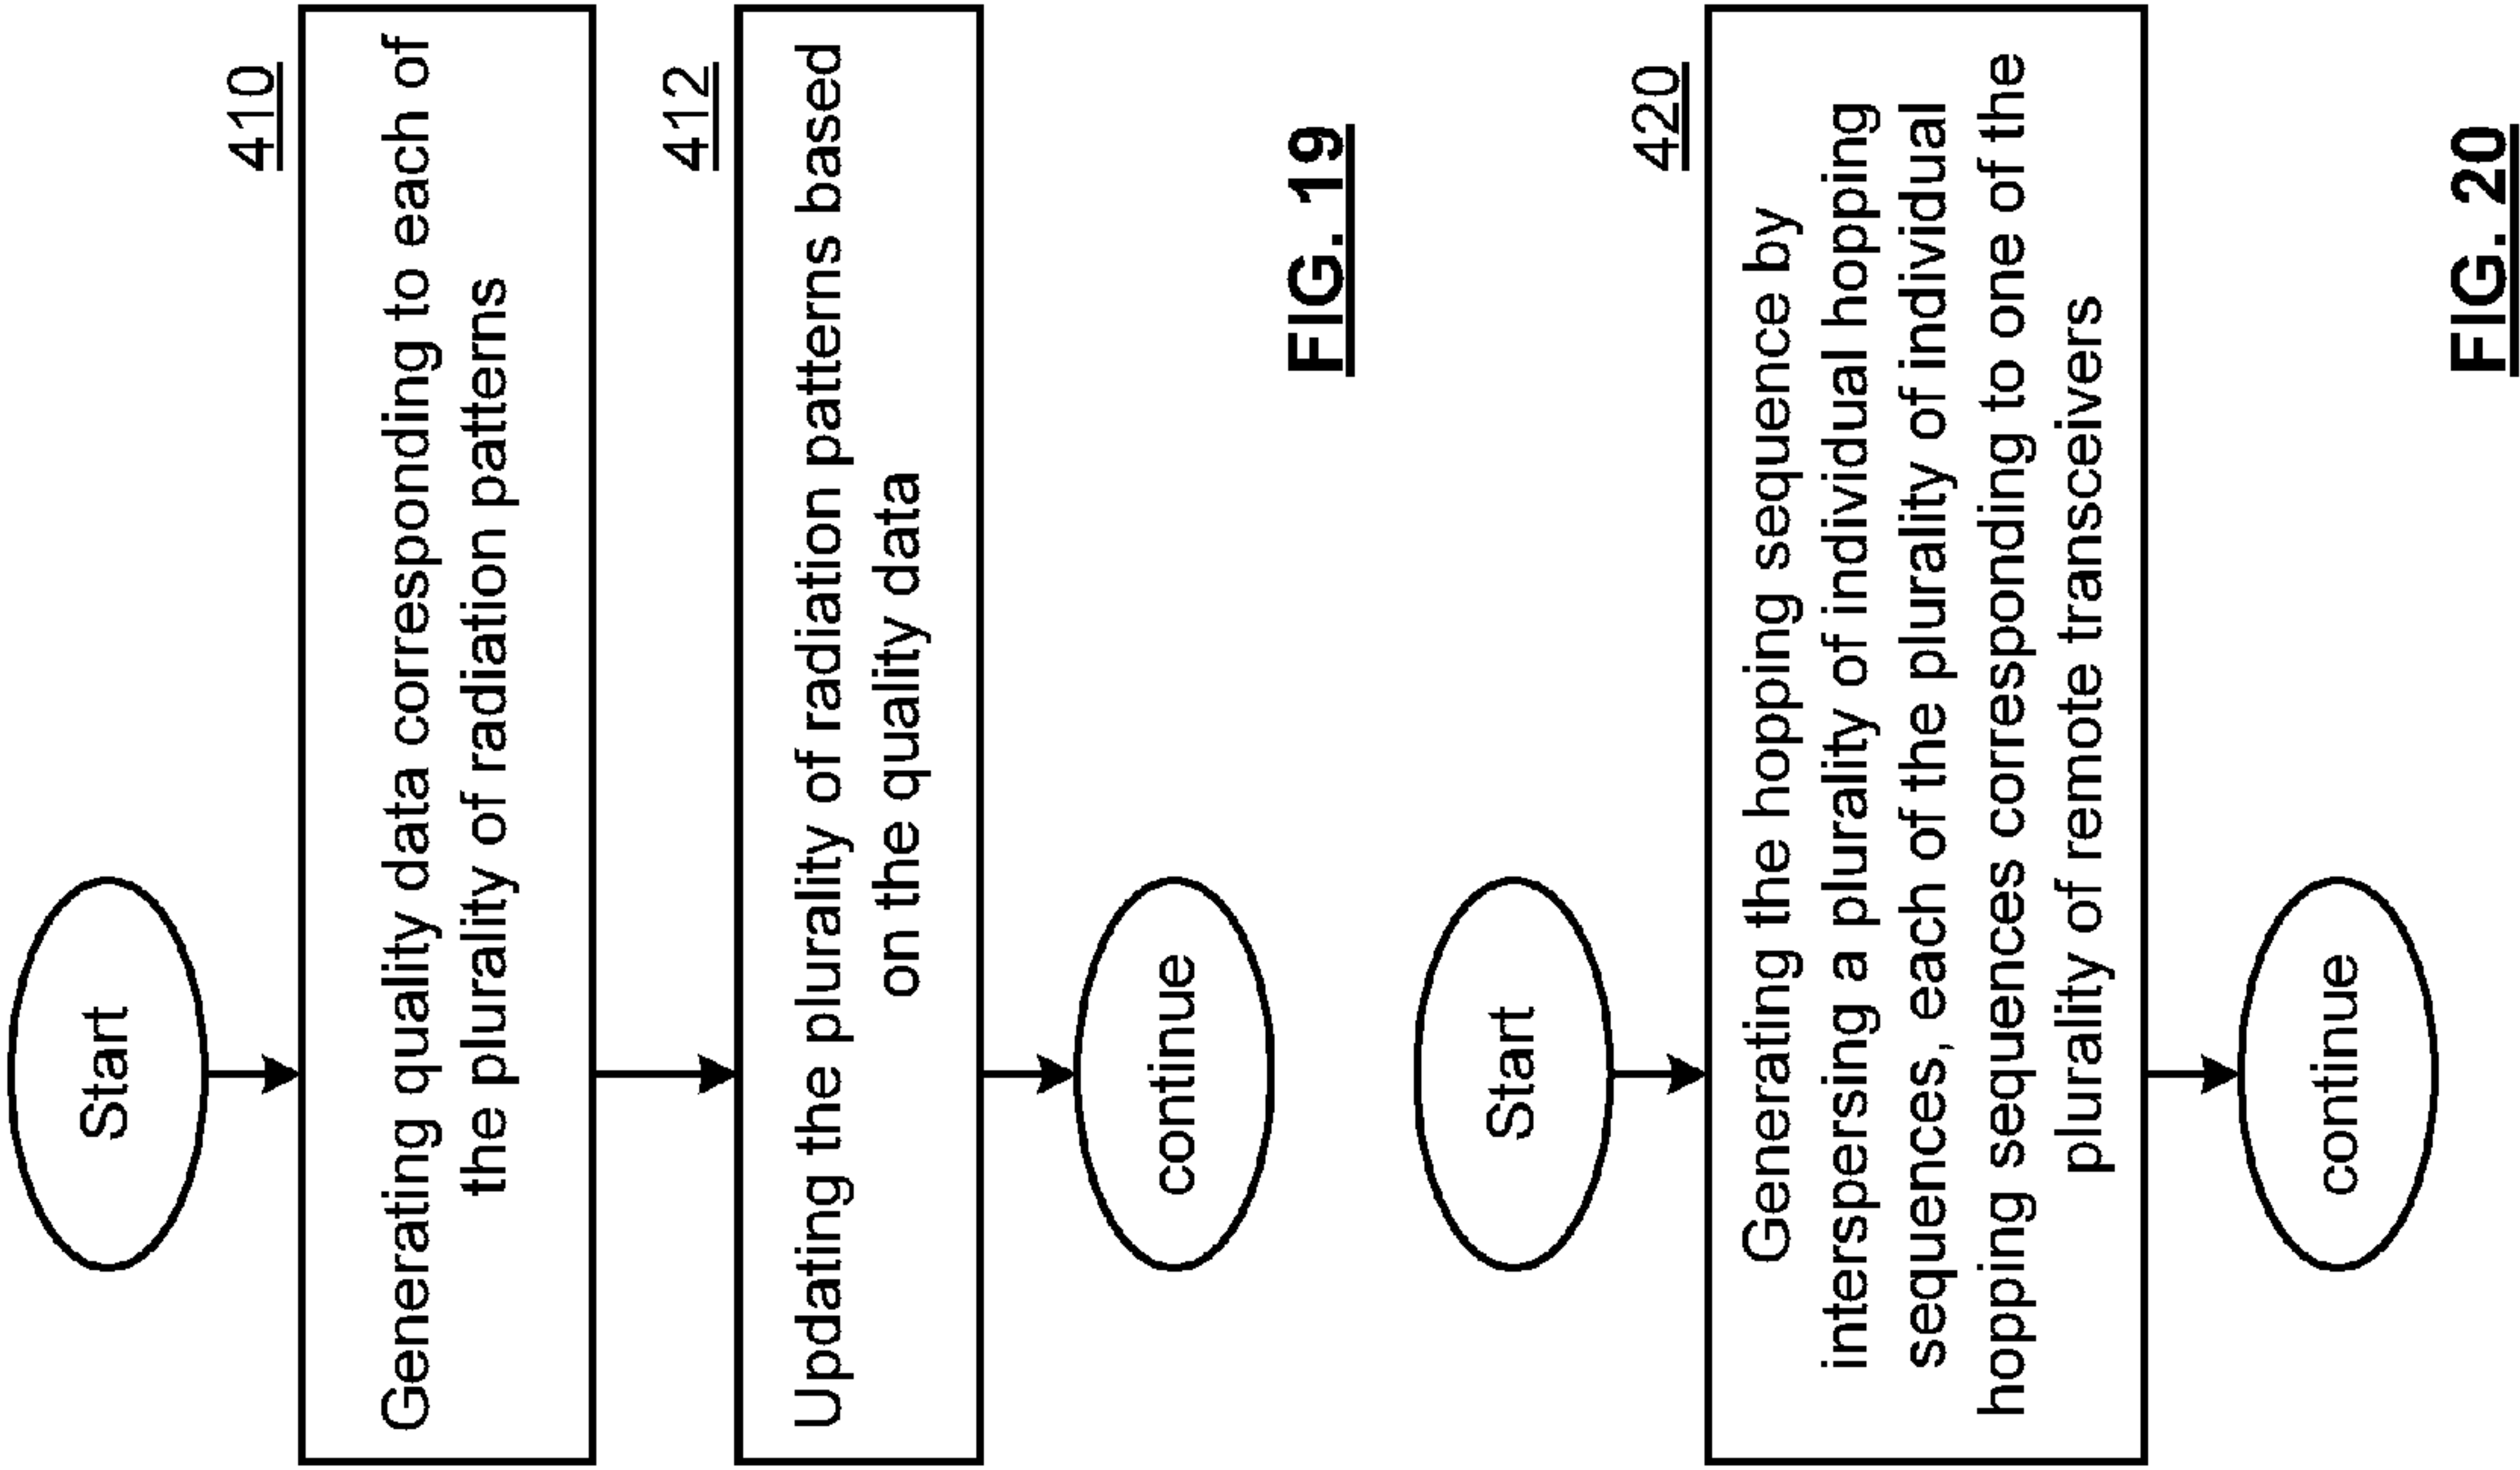 Start
410
Generating quality data corresponding to each of
the plurality of radiation patterns
412
Updating the plurality of radiation patterns based
on the quality data
continue
FIG. 19
Start
420
Generating the hopping sequence by
interspersing a plurality of individual hopping
sequences, each of the plurality of individual
hopping sequences corresponding to one of the
plurality of remote transceivers
continue
FIG. 20